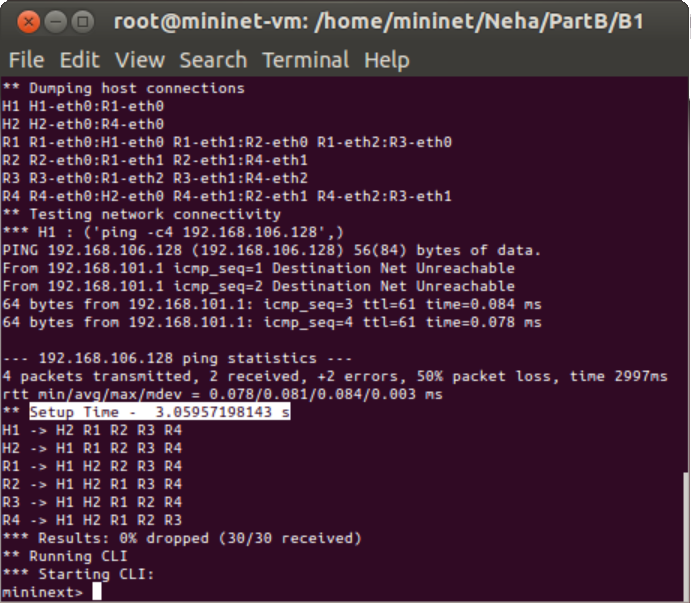 root@mininet-vm: /home/mininet/Neha/PartB/B1
File Edit View Search Terminal Help
** Dumping host connections
H1 H1-eth0:R1-eth0
H2 H2-eth0:R4-eth0
R1 R1-eth0:H1-eth0 R1-eth1:R2-eth0 R1-eth2:R3-eth0
R2 R2-eth0:R1-eth1 R2-eth1:R4-eth1
R3 R3-eth0:R1-eth2 R3-eth1:R4-eth2
R4 R4-eth0:H2-eth0 R4-eth1:R2-eth1 R4-eth2:R3-eth1
** Testing network connectivity
*** H1 : ('ping -c4 192.168.106.128',)
PING 192.168.106.128 (192.168.106.128) 56(84) bytes of data.
From 192.168.101.1 icmp_seq=1 Destination Net Unreachable
From 192.168.101.1 icmp_seq=2 Destination Net Unreachable
64 bytes from 192.168.101.1: icmp_seq=3 ttl=61 time=0.084 ms
64 bytes from 192.168.101.1: icmp_seq=4 ttl=61 time=0.078 ms
--- 192.168.106.128 ping statistics ---
4 packets transmitted, 2 received, +2 errors, 50% packet loss, time 2997ms
rtt min/avg/max/mdev = 0.078/0.081/0.084/0.003 ms
** Setup Time -  3.05957198143 s
H1 -> H2 R1 R2 R3 R4
H2 -> H1 R1 R2 R3 R4
R1 -> H1 H2 R2 R3 R4
R2 -> H1 H2 R1 R3 R4
R3 -> H1 H2 R1 R2 R4
R4 -> H1 H2 R1 R2 R3
*** Results: 0% dropped (30/30 received)
** Running CLI
*** Starting CLI:
mininext>